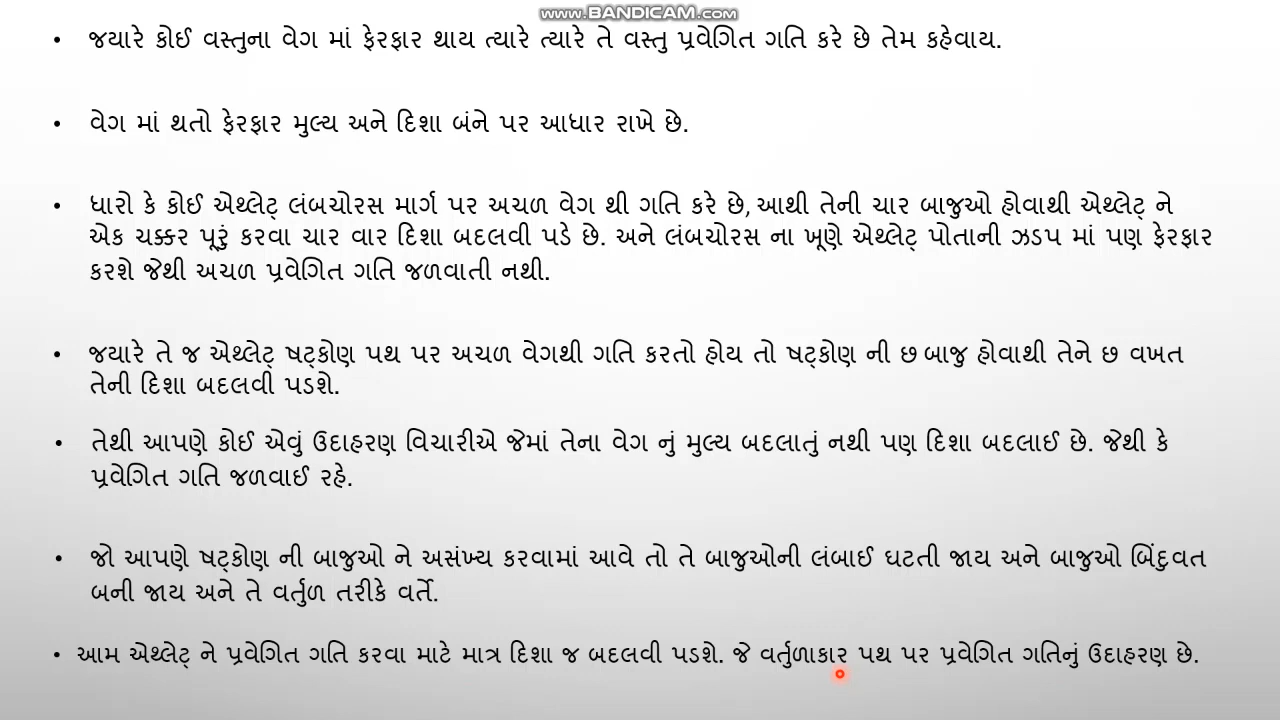 www.BANDICAM.com
• જયારે કોઈ વસ્તુના વેગ માં ફેરફાર થાય ત્યારે ત્યારે તે વસ્તુ પ્રવેગિત ગતિ કરે છે તેમ કહેવાય.
• વેગ માં થતો ફેરફાર મુલ્ય અને દિશા બંને પર આધાર રાખે છે.
• ધારો કે કોઈ એથ્લેટ્ લંબચોરસ માર્ગ પર અચળ વેગ થી ગતિ કરે છે, આથી તેની ચાર બાજુઓ હોવાથી એથ્લેટ્ ને
એક ચક્કર પૂરું કરવા ચાર વાર દિશા બદલવી પડે છે. અને લંબચોરસ ના ખૂણે એથ્લેટ્ પોતાની ઝડપ માં પણ ફેરફાર
કરશે જેથી અચળ પ્રવેગિત ગતિ જળવાતી નથી.
• જયારે તે જ એથ્લેટ્ ષટ્કોણ પથ પર અચળ વેગથી ગતિ કરતો હોય તો ષટ્કોણ ની છ બાજુ હોવાથી તેને છ વખત
તેની દિશા બદલવી પડશે.
• તેથી આપણે કોઈ એવું ઉદાહરણ વિચારીએ જેમાં તેના વેગ નું મુલ્ય બદલાતું નથી પણ દિશા બદલાઈ છે. જેથી કે
પ્રવેગિત ગતિ જળવાઈ રહે.
• જો આપણે ષટ્કોણ ની બાજુઓ ને અસંખ્ય કરવામાં આવે તો તે બાજુઓની લંબાઈ ઘટતી જાય અને બાજુઓ બિંદુવત
બની જાય અને તે વર્તુળ તરીકે વર્તે.
• આમ એથ્લેટ્ ને પ્રવેગિત ગતિ કરવા માટે માત્ર દિશા જ બદલવી પડશે. જે વર્તુળાકાર પથ પર પ્રવેગિત ગતિનું ઉદાહરણ છે.